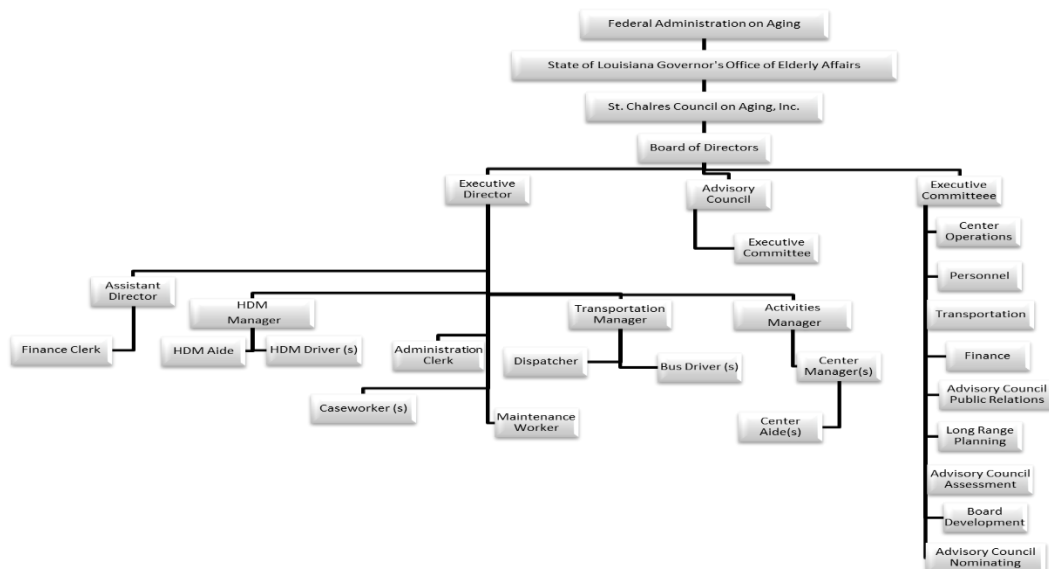 Federal Administration on Aging
State of Louisiana Governor's Office of Elderly Affairs
St. Chalres Council on Aging, Inc.
Board of Directors
Executive
Director
Advisory
Council
Executive
Committeee
Center
Operations
Executive
Committee
Personnel
Assistant
Director
HDM
Manager
Transportation
Manager
Activities
Manager
Transportation
Finance Clerk
HDM Aide
HDM Driver (s)
Administration
Clerk
Dispatcher
Bus Driver (s)
Center
Manager(s)
Finance
Advisory Council
Public Relations
Caseworker (s)
Maintenance
Worker
Center
Aide(s)
Long Range
Planning
Advisory Council
Assessment
Board
Development
Advisory Council
Nominating